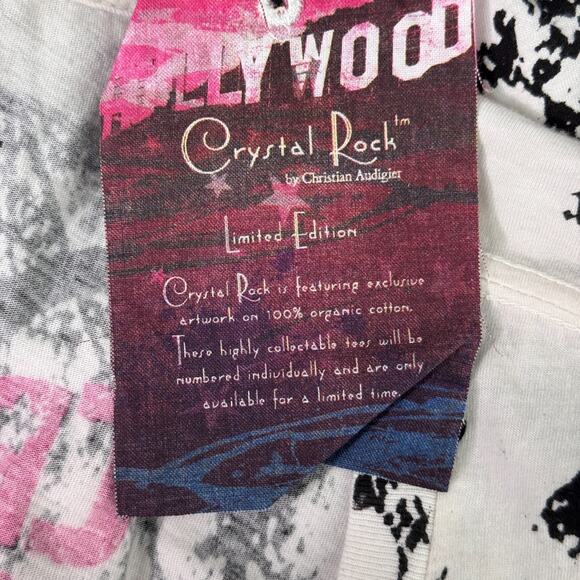 LLYWOOD
Crystal Rock™
by Christian Audigier
Limited Edition
Crystal Rock is featuring exclusive
artwork on 100% organic cotton.
These highly collectable tees will be
numbered individually and are only
available for a limited time.